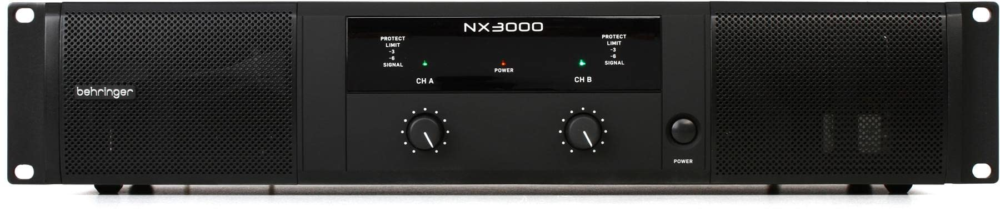 NX3000
PROTECT
LIMIT
-3
-6
SIGNAL
PROTECT
LIMIT
-3
-6
SIGNAL
POWER
CH A
CH B
behringer
POWER